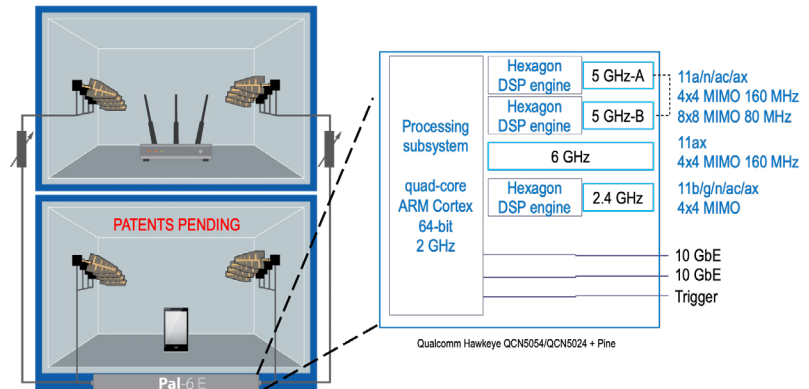 PATENTS PENDING
Pal-6 E
Processing
subsystem
quad-core
ARM Cortex
64-bit
2 GHz
Hexagon
DSP engine
5 GHz-A
Hexagon
DSP engine
5 GHz-B
6 GHz
Hexagon
DSP engine
2.4 GHz
11a/n/ac/ax
4x4 MIMO 160 MHz
8x8 MIMO 80 MHz
11ax
4x4 MIMO 160 MHz
11b/g/n/ac/ax
4x4 MIMO
10 GbE
10 GbE
Trigger
Qualcomm Hawkeye QCN5054/QCN5024 + Pine